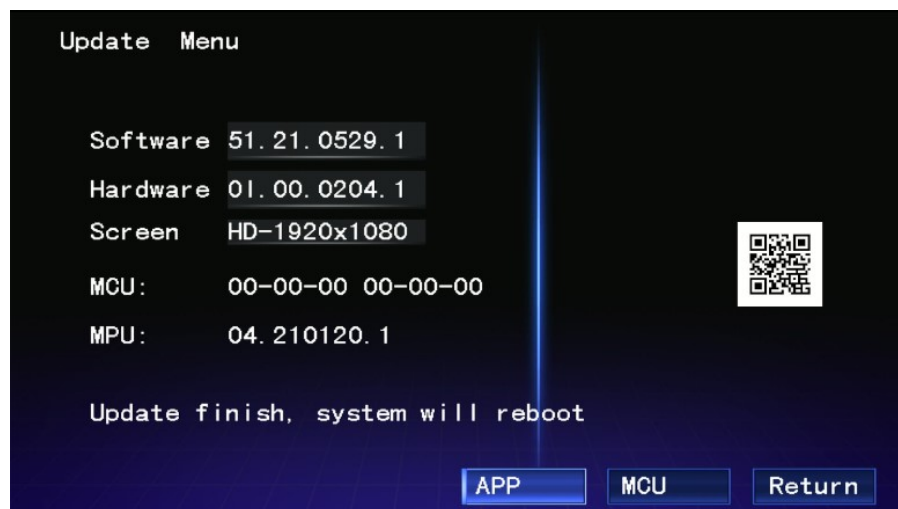 Update Menu
Software 51.21.0529.1
Hardware 01.00.0204.1
Screen HD-1920x1080
MCU: 00-00-00 00-00-00
MPU: 04.210120.1
Update finish, system will reboot
APP MCU Return